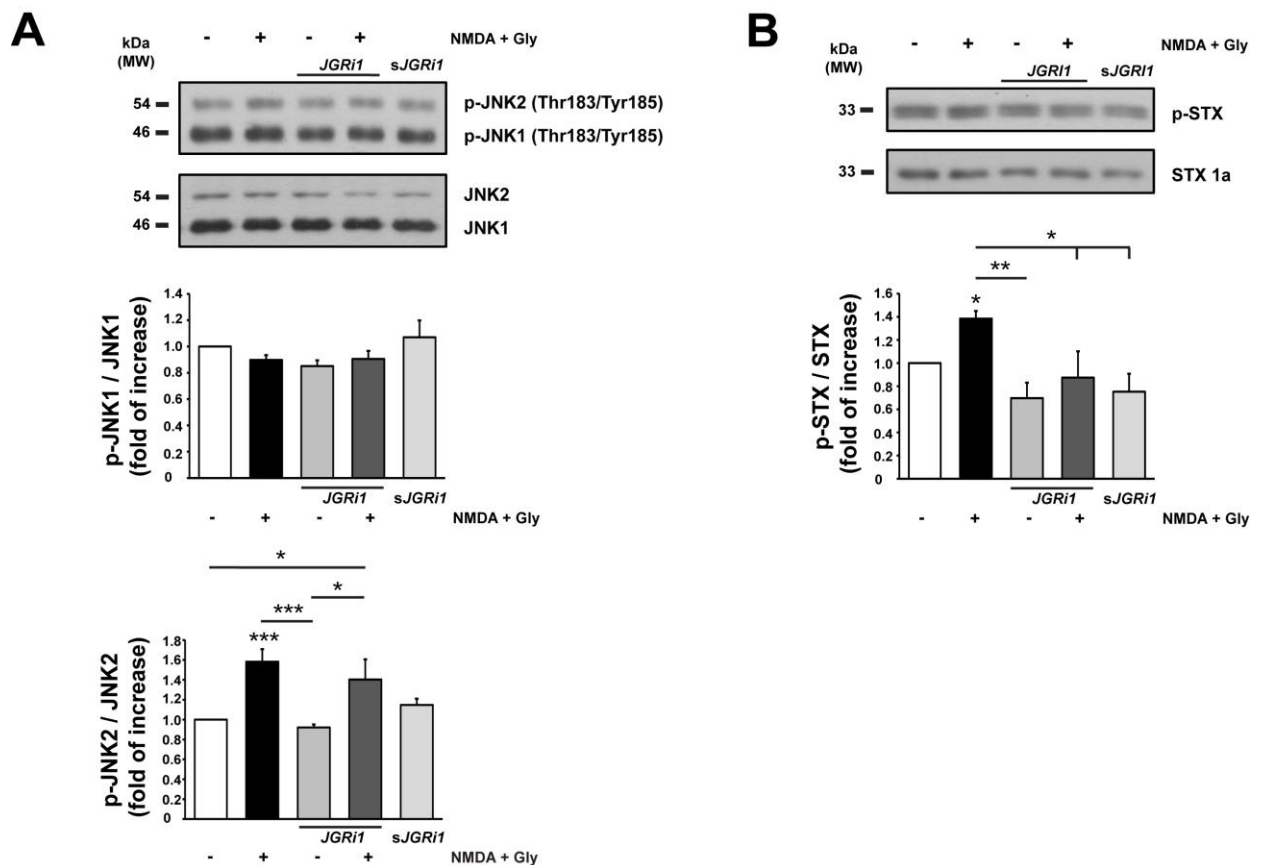 A
kDa
(MW)
- + - + NMDA + Gly
JGRi1 sJGRi1
54
p-JNK2 (Thr183/Tyr185)
46
p-JNK1 (Thr183/Tyr185)
54
JNK2
46
JNK1
p-JNK1 / JNK1
(fold of increase)
1.4
1.2
1.0
0.8
0.6
0.4
0.2
0
JGRi1 sJGRi1
- + - + NMDA + Gly
*
*
***
***
p-JNK2 / JNK2
(fold of increase)
1.8
1.6
1.4
1.2
1.0
0.8
0.6
0.4
0.2
0
JGRi1 sJGRi1
- + - + NMDA + Gly
B
kDa
(MW)
- + - + NMDA + Gly
JGRI1 sJGRI1
33
p-STX
33
STX 1a
*
**
*
p-STX / STX
(fold of increase)
1.6
1.4
1.2
1.0
0.8
0.6
0.4
0.2
0
JGRi1 sJGRi1
- + - + NMDA + Gly